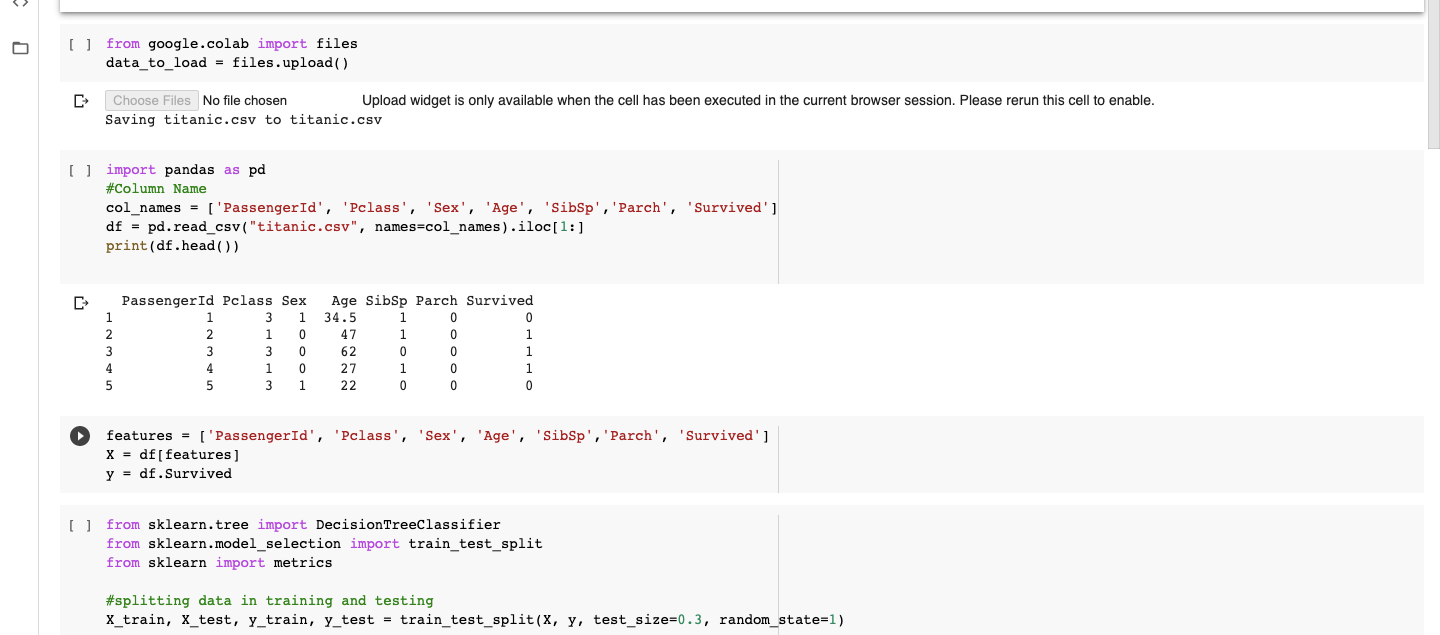 [ ] from google.colab import files
data_to_load = files.upload()
Choose Files No file chosen Upload widget is only available when the cell has been executed in the current browser session. Please rerun this cell to enable.
Saving titanic.csv to titanic.csv
[ ] import pandas as pd
#Column Name
col_names = ['PassengerId', 'Pclass', 'Sex', 'Age', 'SibSp','Parch', 'Survived']
df = pd.read_csv("titanic.csv", names=col_names).iloc[1:]
print(df.head())
PassengerId Pclass Sex Age SibSp Parch Survived
1 1 3 1 34.5 1 0 0
2 2 1 0 47 1 0 1
3 3 3 0 62 0 0 1
4 4 1 0 27 1 0 1
5 5 3 1 22 0 0 0
features = ['PassengerId', 'Pclass', 'Sex', 'Age', 'SibSp','Parch', 'Survived']
X = df[features]
y = df.Survived
[ ] from sklearn.tree import DecisionTreeClassifier
from sklearn.model_selection import train_test_split
from sklearn import metrics
#splitting data in training and testing
X_train, X_test, y_train, y_test = train_test_split(X, y, test_size=0.3, random_state=1)